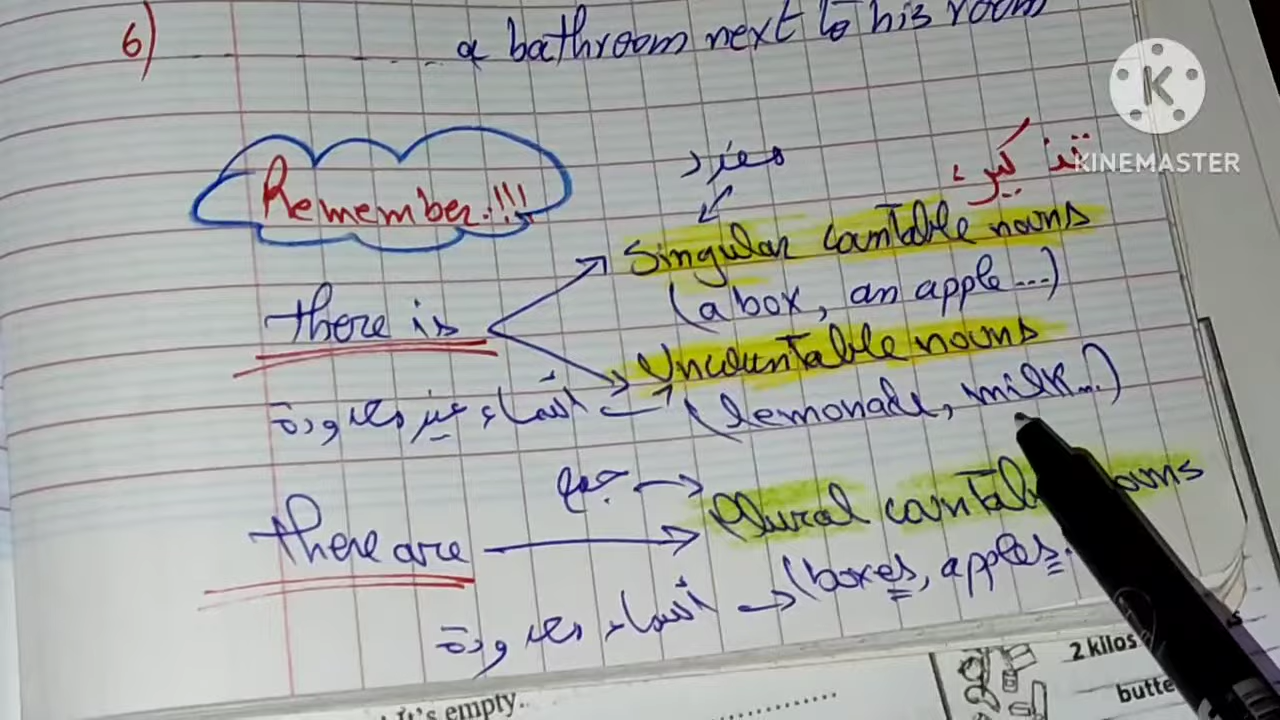 6) ............ a bathroom next to his room
KINEMASTER
تذكير
Remember!!!
مفرد
Singular countable nouns
(a box, an apple...)
there is
Uncountable nouns
أسماء غير معدودة
(lemonade, milk...)
جمع
there are
Plural countable nouns
(boxes, apples.
أسماء معدودة
It's empty.
2 kilos
butte